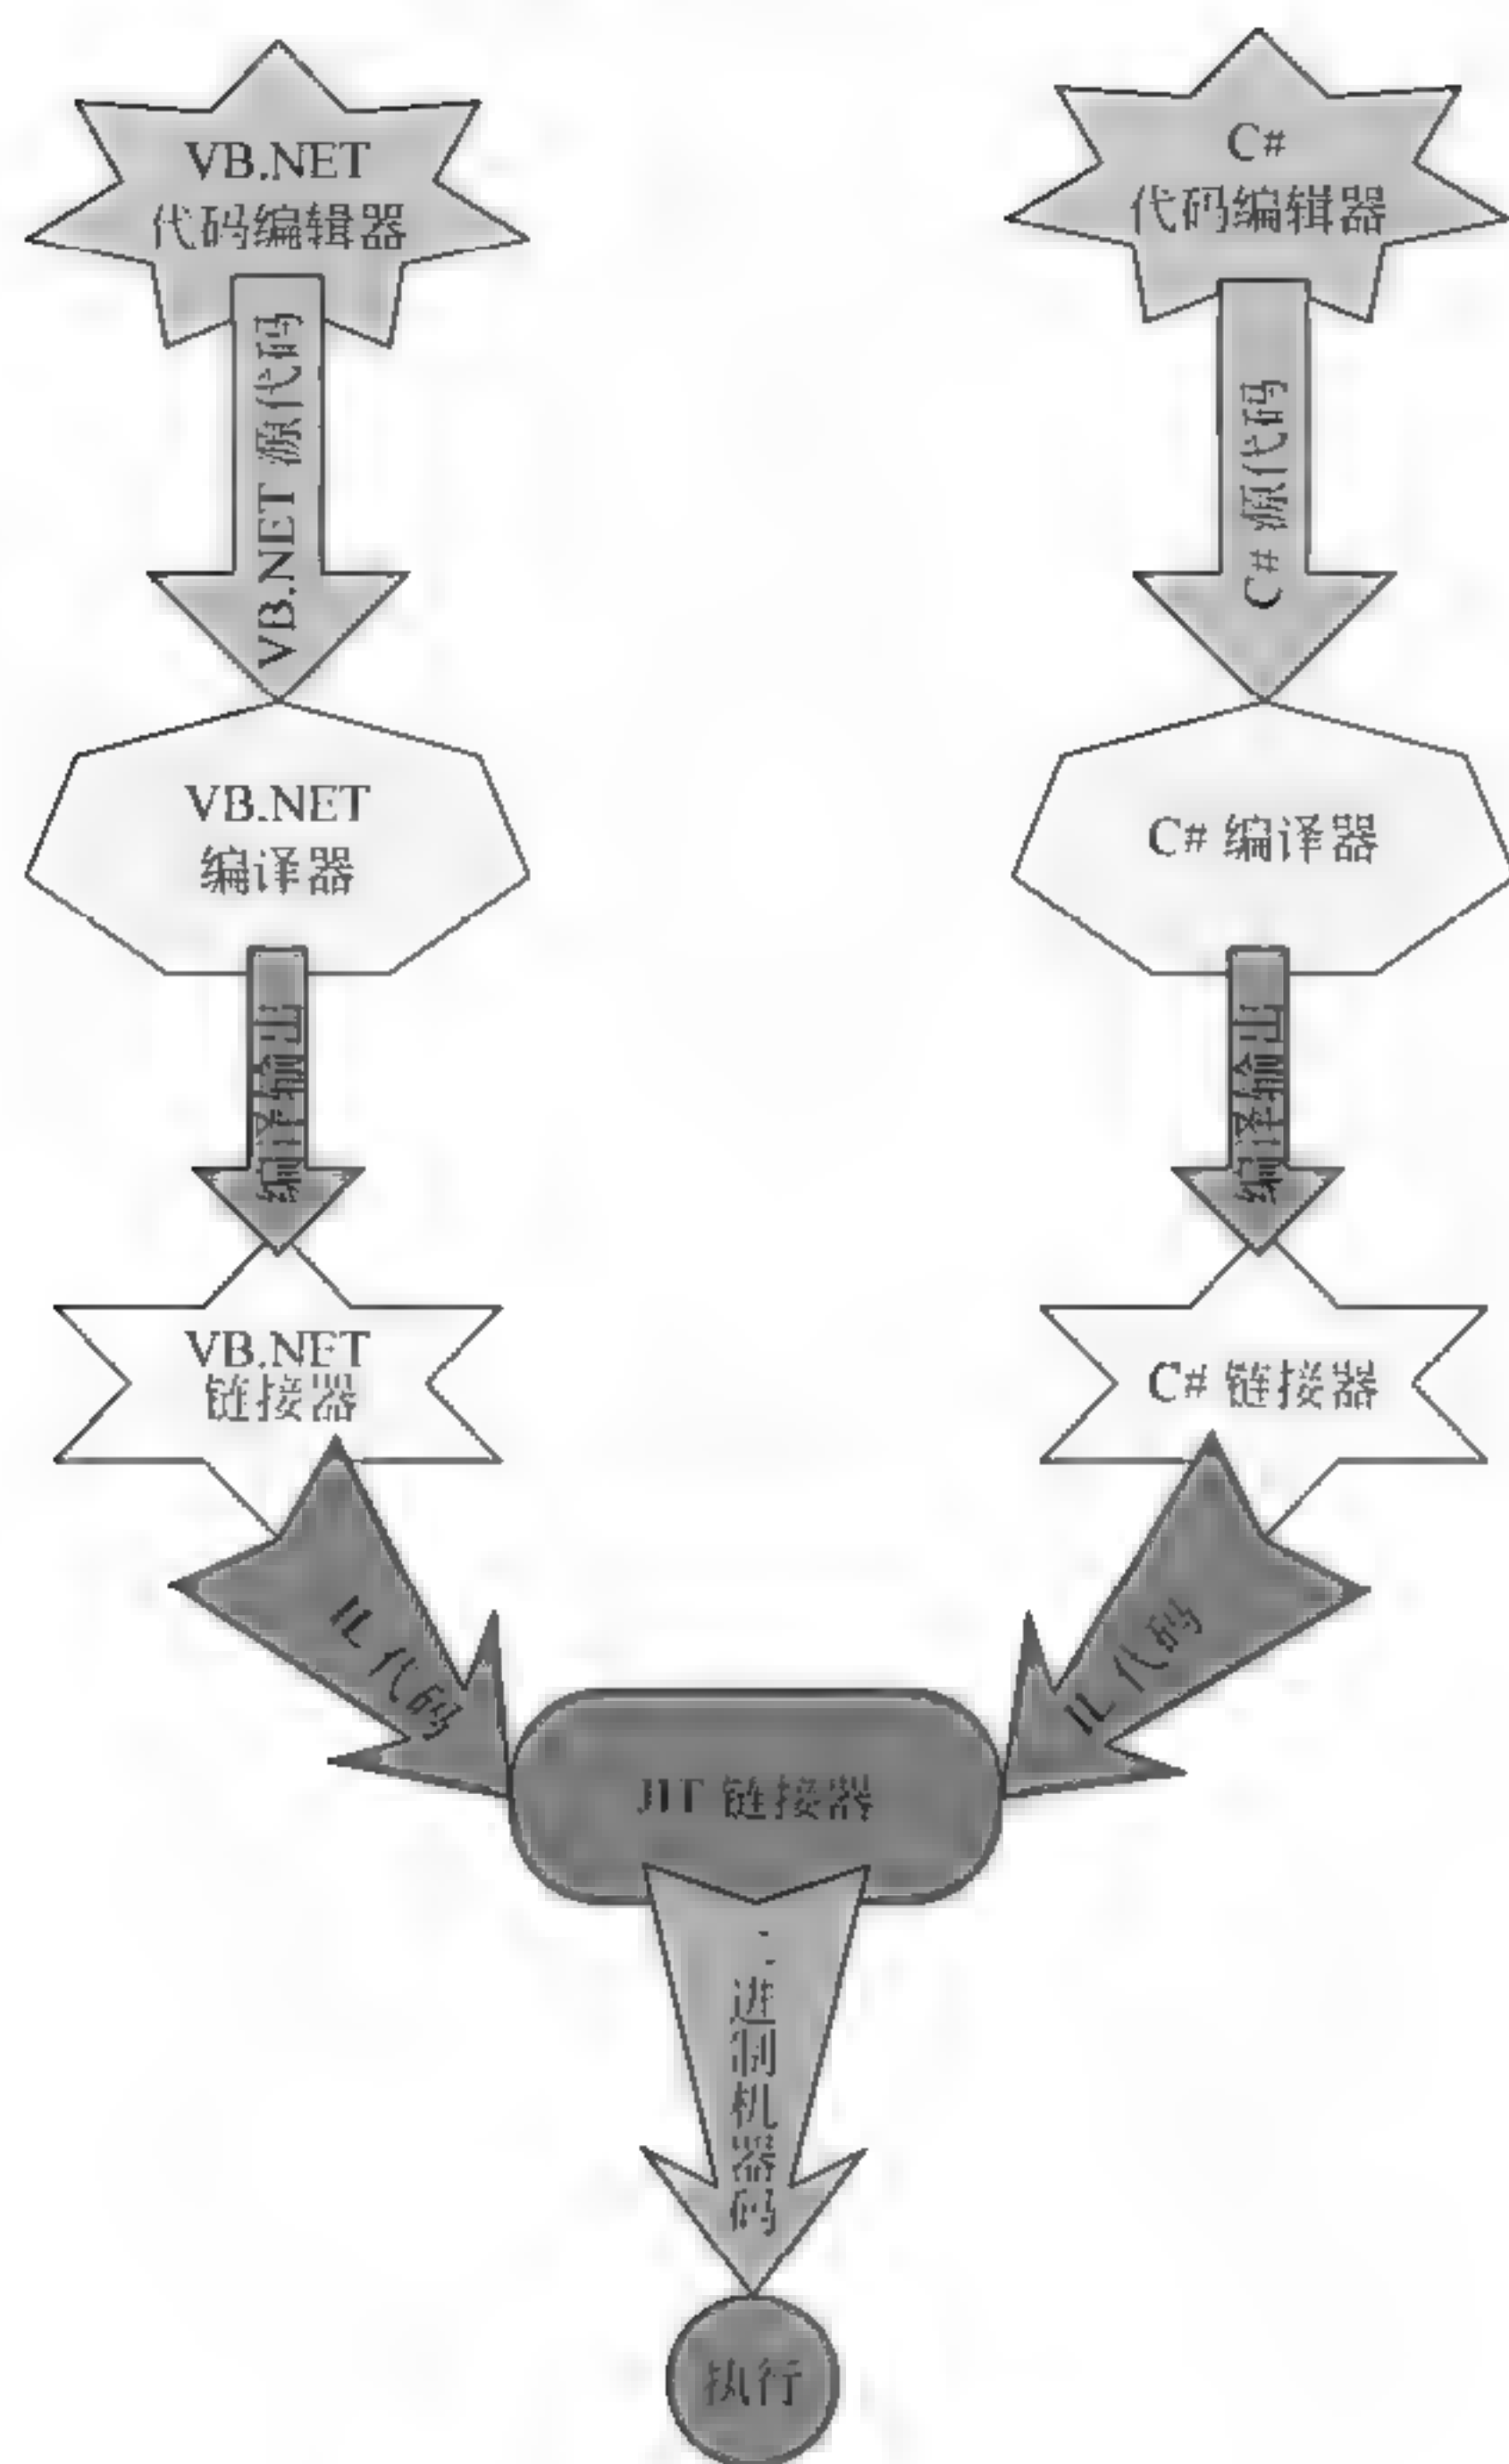 VB.NET
代码编辑器
C#
代码编辑器
VB.NET 源代码
C# 源代码
VB.NET
编译器
C# 编译器
编译输出
编译输出
VB.NET
链接器
C# 链接器
IL 代码
IL 代码
JIT 链接器
二进制机器码
执行